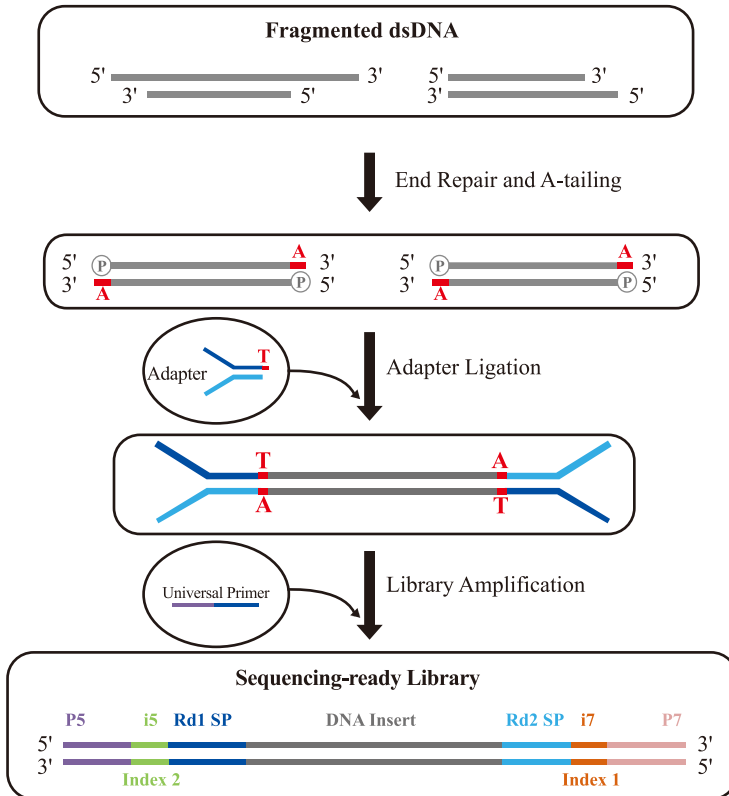 Fragmented dsDNA
5' 3' 5' 3'
3' 5' 3' 5'
End Repair and A-tailing
A A
5' P 3' 5' P 3'
3' P 5' 3' P 5'
A A
Adapter T
Adapter Ligation
T A
A T
Universal Primer
Library Amplification
Sequencing-ready Library
P5 i5 Rd1 SP DNA Insert Rd2 SP i7 P7
5' 3'
3' 5'
Index 2 Index 1